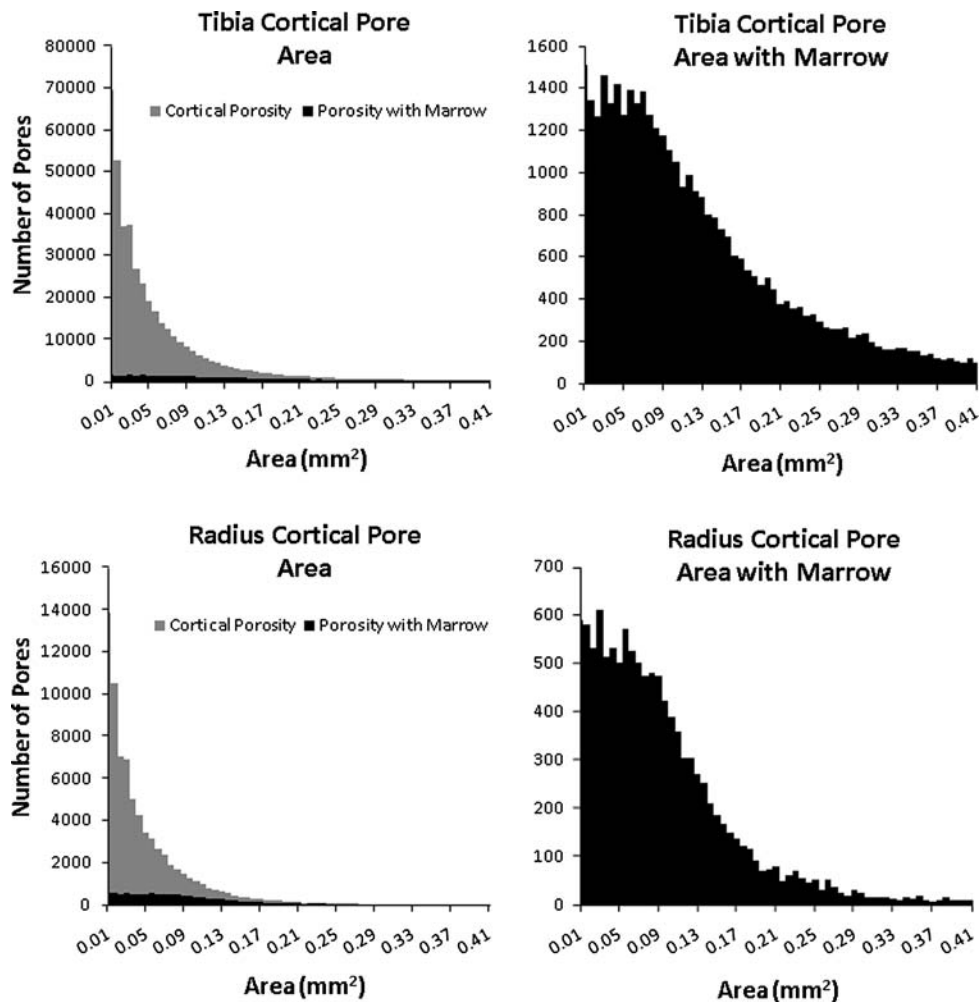 Tibia Cortical Pore
Area
80000
70000
60000
50000
40000
30000
20000
10000
0
Number of Pores
Cortical Porosity
Porosity with Marrow
0.01 0.05 0.09 0.13 0.17 0.21 0.25 0.29 0.33 0.37 0.41
Area (mm²)
Tibia Cortical Pore
Area with Marrow
1600
1400
1200
1000
800
600
400
200
0
0.01 0.05 0.09 0.13 0.17 0.21 0.25 0.29 0.33 0.37 0.41
Area (mm²)
Radius Cortical Pore
Area
16000
14000
12000
10000
8000
6000
4000
2000
0
Number of Pores
Cortical Porosity
Porosity with Marrow
0.01 0.05 0.09 0.13 0.17 0.21 0.25 0.29 0.33 0.37 0.41
Area (mm²)
Radius Cortical Pore
Area with Marrow
700
600
500
400
300
200
100
0
0.01 0.05 0.09 0.13 0.17 0.21 0.25 0.29 0.33 0.37 0.41
Area (mm²)